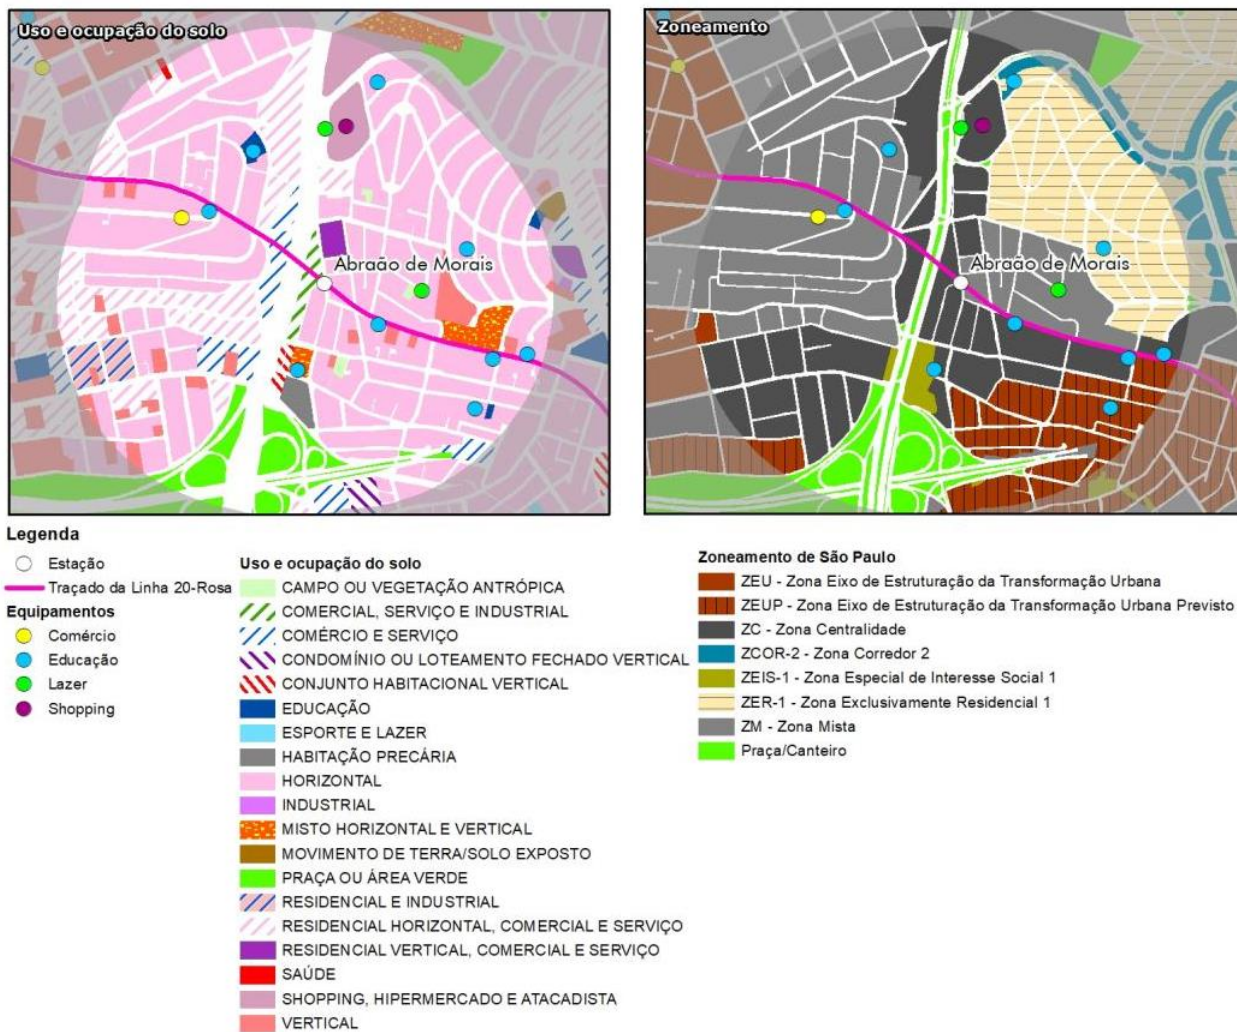 Uso e ocupação do solo
Abraão de Morais
Zoneamento
Abraão de Morais
Legenda
Estação
Traçado da Linha 20-Rosa
Equipamentos
Comércio
Educação
Lazer
Shopping
Uso e ocupação do solo
CAMPO OU VEGETAÇÃO ANTRÓPICA
COMERCIAL, SERVIÇO E INDUSTRIAL
COMÉRCIO E SERVIÇO
CONDOMÍNIO OU LOTEAMENTO FECHADO VERTICAL
CONJUNTO HABITACIONAL VERTICAL
EDUCAÇÃO
ESPORTE E LAZER
HABITAÇÃO PRECÁRIA
HORIZONTAL
INDUSTRIAL
MISTO HORIZONTAL E VERTICAL
MOVIMENTO DE TERRA/SOLO EXPOSTO
PRAÇA OU ÁREA VERDE
RESIDENCIAL E INDUSTRIAL
RESIDENCIAL HORIZONTAL, COMERCIAL E SERVIÇO
RESIDENCIAL VERTICAL, COMERCIAL E SERVIÇO
SAÚDE
SHOPPING, HIPERMERCADO E ATACADISTA
VERTICAL
Zoneamento de São Paulo
ZEU - Zona Eixo de Estruturação da Transformação Urbana
ZEUP - Zona Eixo de Estruturação da Transformação Urbana Previsto
ZC - Zona Centralidade
ZCOR-2 - Zona Corredor 2
ZEIS-1 - Zona Especial de Interesse Social 1
ZER-1 - Zona Exclusivamente Residencial 1
ZM - Zona Mista
Praça/Canteiro